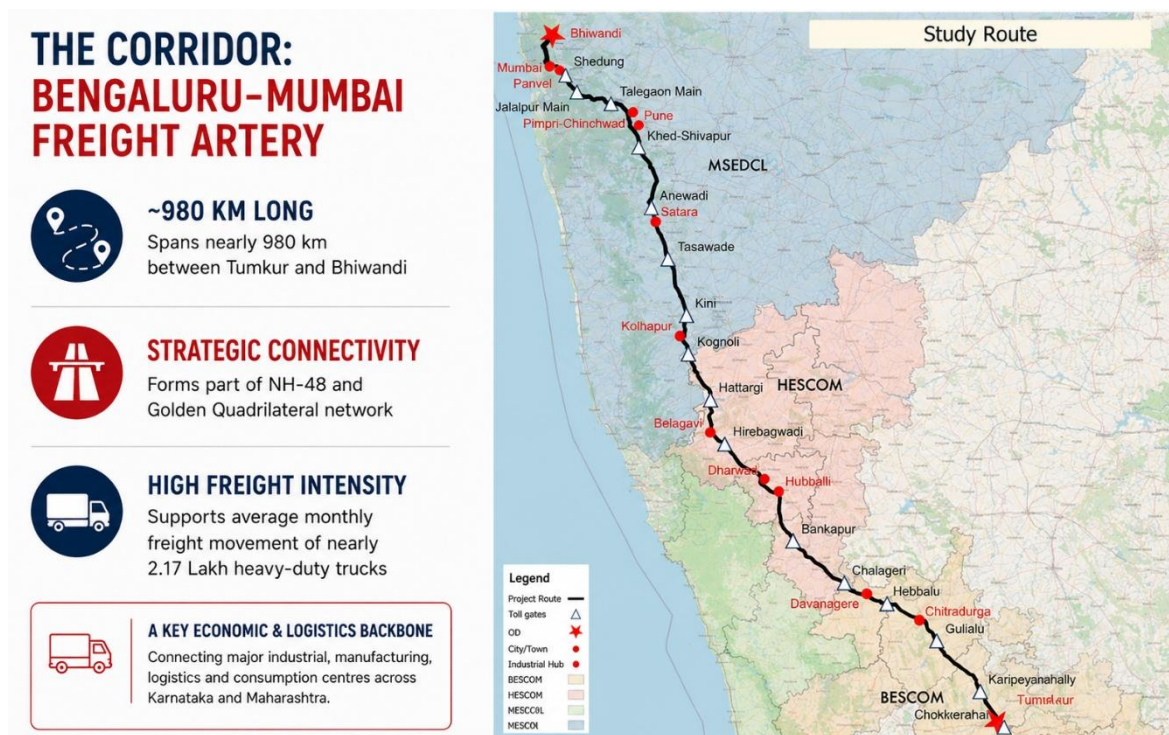 THE CORRIDOR:
BENGALURU–MUMBAI
FREIGHT ARTERY
~980 KM LONG
Spans nearly 980 km
between Tumkur and Bhiwandi
STRATEGIC CONNECTIVITY
Forms part of NH-48 and
Golden Quadrilateral network
HIGH FREIGHT INTENSITY
Supports average monthly
freight movement of nearly
2.17 Lakh heavy-duty trucks
A KEY ECONOMIC & LOGISTICS BACKBONE
Connecting major industrial, manufacturing,
logistics and consumption centres across
Karnataka and Maharashtra.
Study Route
Bhiwandi
Shedung
Mumbai
Panvel
Talegaon Main
Jalalpur Main
Pune
Pimpri-Chinchwad
Khed-Shivapur
MSEDCL
Anewadi
Satara
Tasawade
Kini
Kolhapur
Kognoli
HESCOM
Hattargi
Belagavi
Hirebagwadi
Dharwad
Hubballi
Bankapur
Chalageri
Hebbalu
Davanagere
Chitradurga
Gulialu
Karipeyanahally
BESCOM
Legend
Project Route
Toll gates
OD
City/Town
Industrial Hub
BESCOM
HESCOM